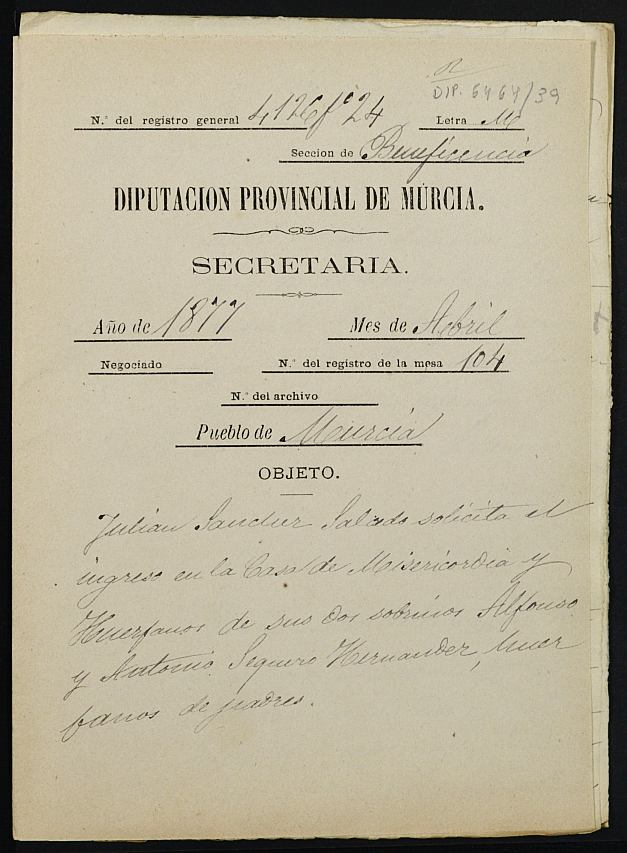 DIP. 6464/39
N.º del registro general 4126 fº 24 Letra M
Seccion de Beneficencia
DIPUTACION PROVINCIAL DE MURCIA.
SECRETARIA.
Año de 1877 Mes de Abril
Negociado N.º del registro de la mesa 104
N.º del archivo
Pueblo de Murcia
OBJETO.
Julian Sanchez Salcedo solicita el
ingreso en la Casa de Misericordia y
Huerfanos de sus dos sobrinos Alfonso
y Antonio Seguero Hernandez, huer
fanos de padres.